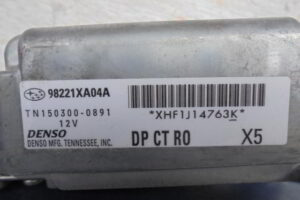 98221XA04A
TN150300-0891
*XHF1J14763K*
12V
DENSO
DENSO MFG. TENNESSEE, INC.
DP CT RO X5